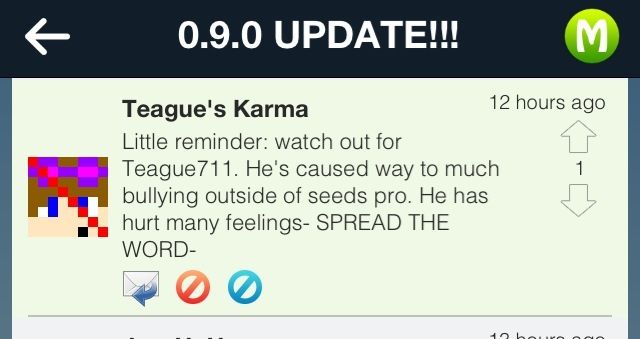 0.9.0 UPDATE!!!
M
Teague's Karma
12 hours ago
Little reminder: watch out for
Teague711. He's caused way to much
bullying outside of seeds pro. He has
hurt many feelings- SPREAD THE
WORD-
1
12 hours ago